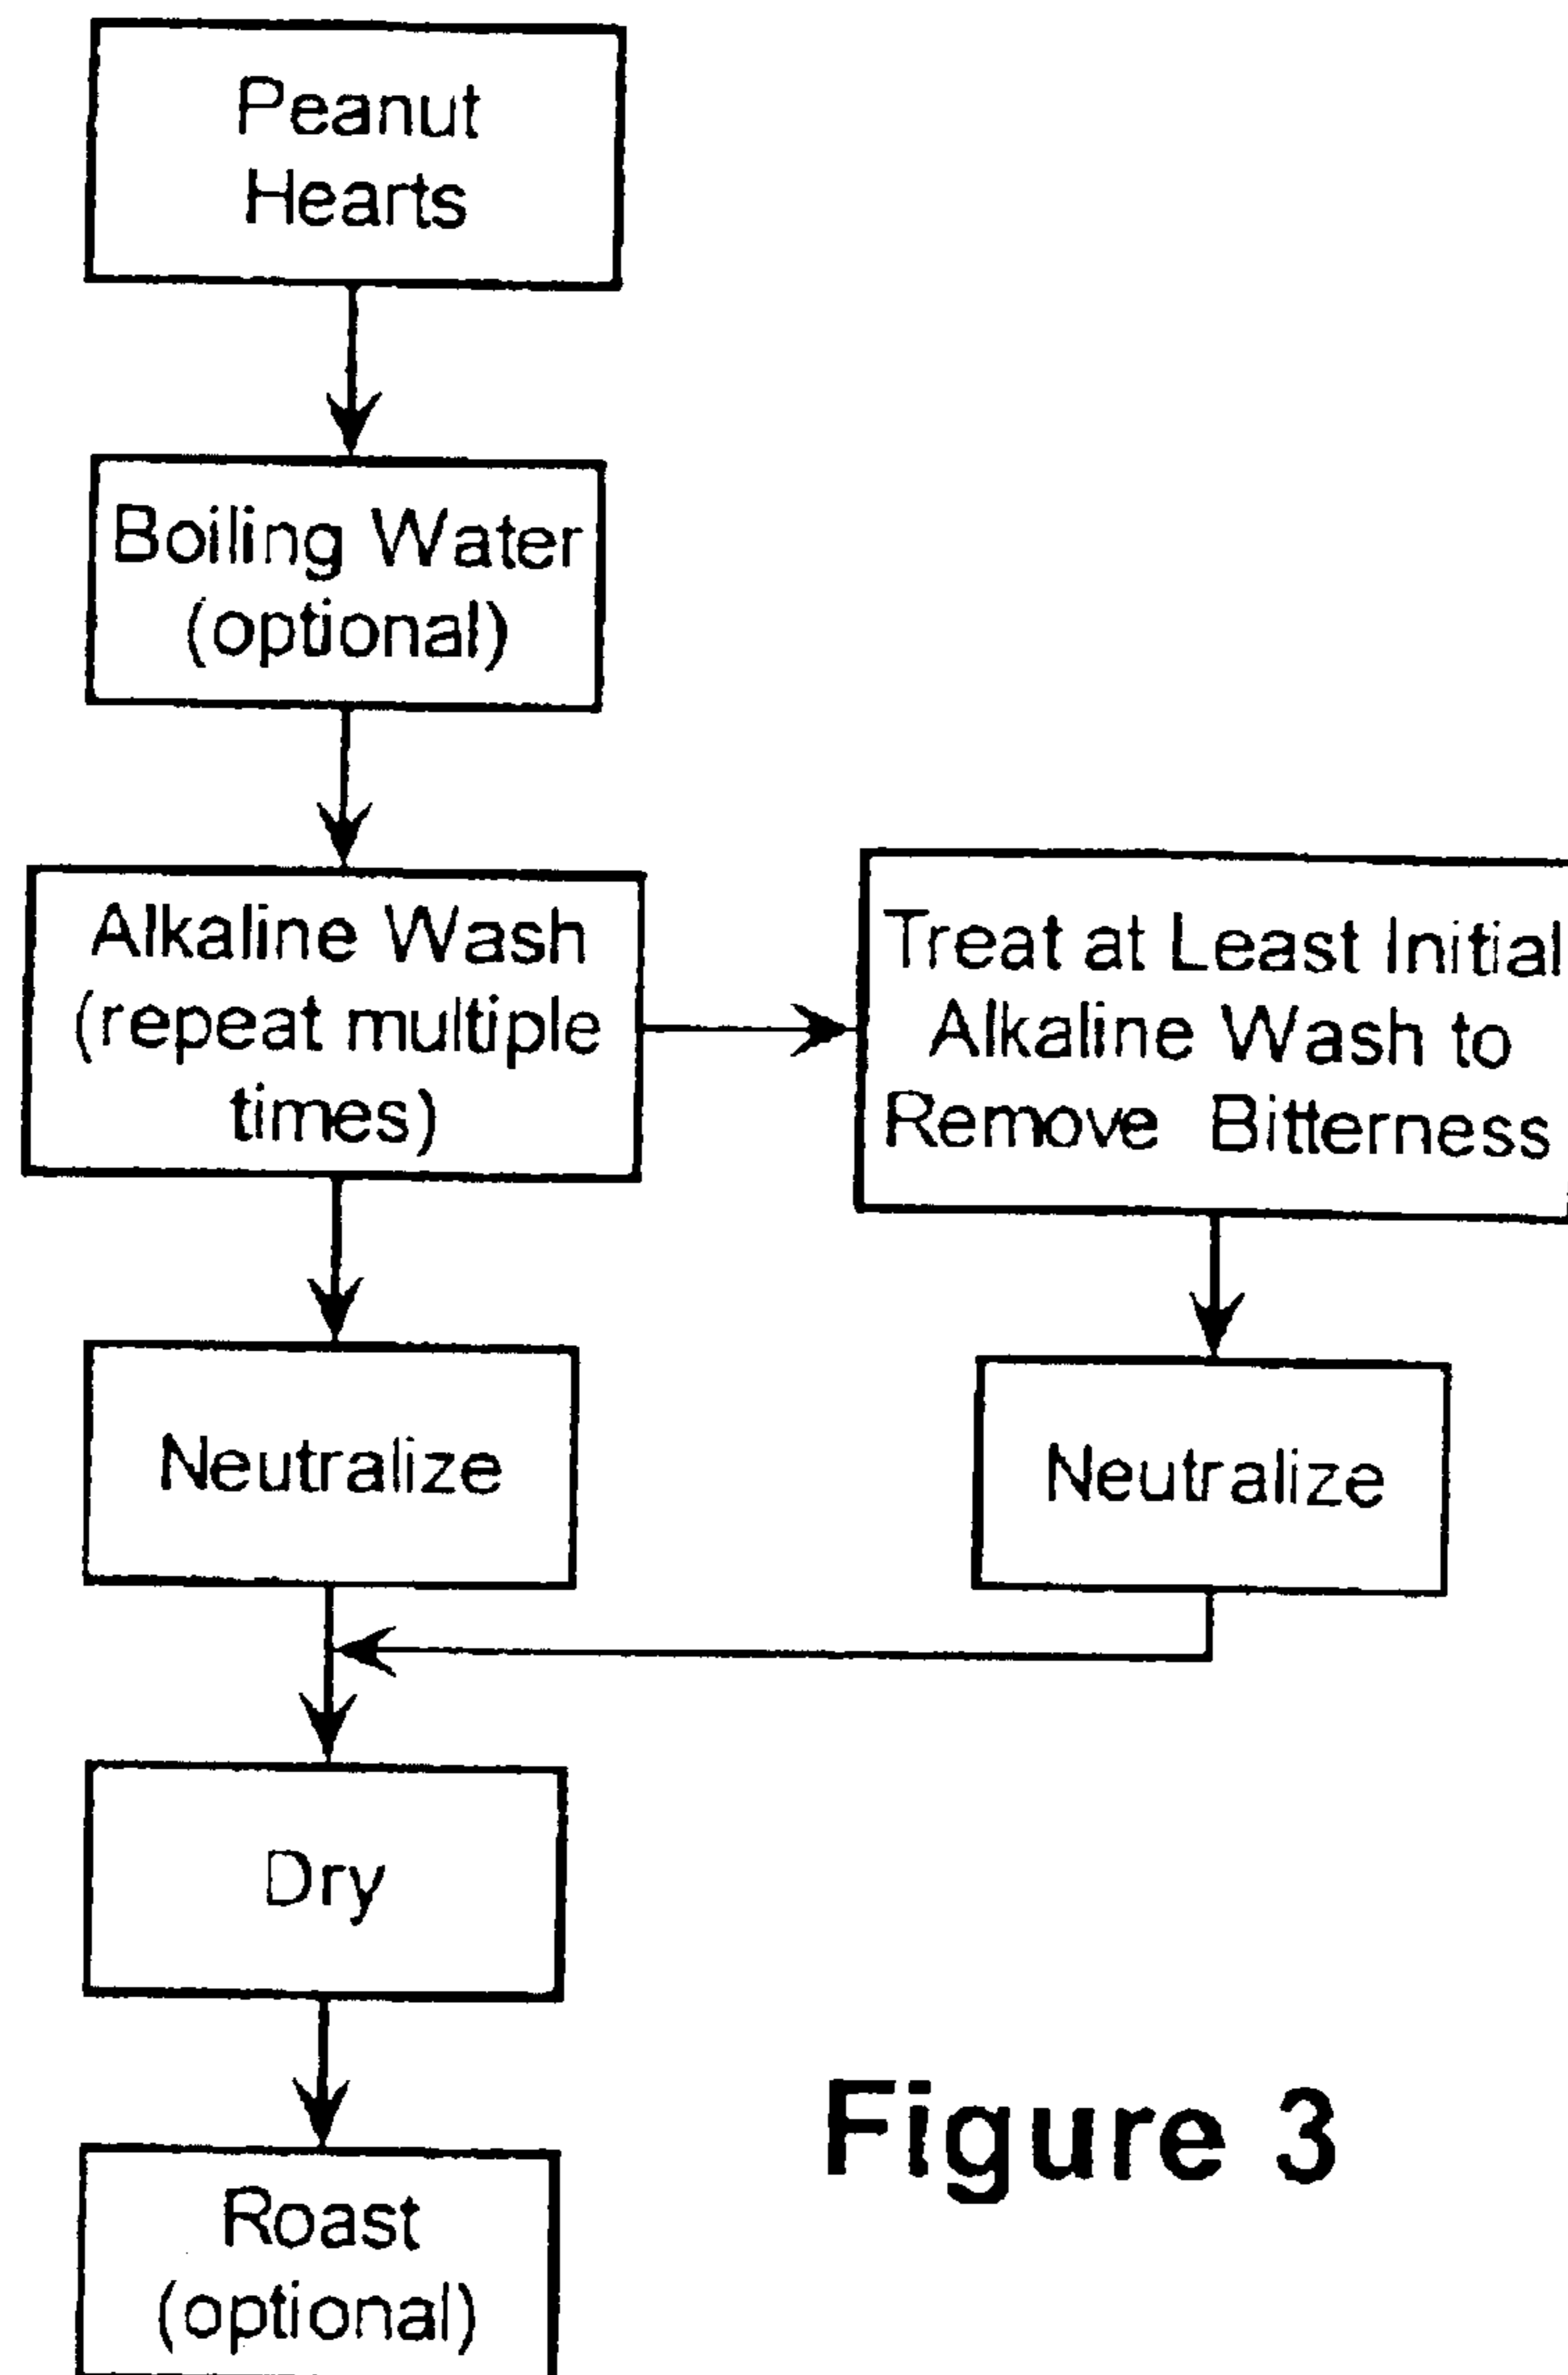 Peanut
Hearts
Boiling Water
(optional)
Alkaline Wash
(repeat multiple
times)
Treat at Least Initial
Alkaline Wash to
Remove Bitterness
Neutralize
Neutralize
Dry
Roast
(optional)
Figure 3